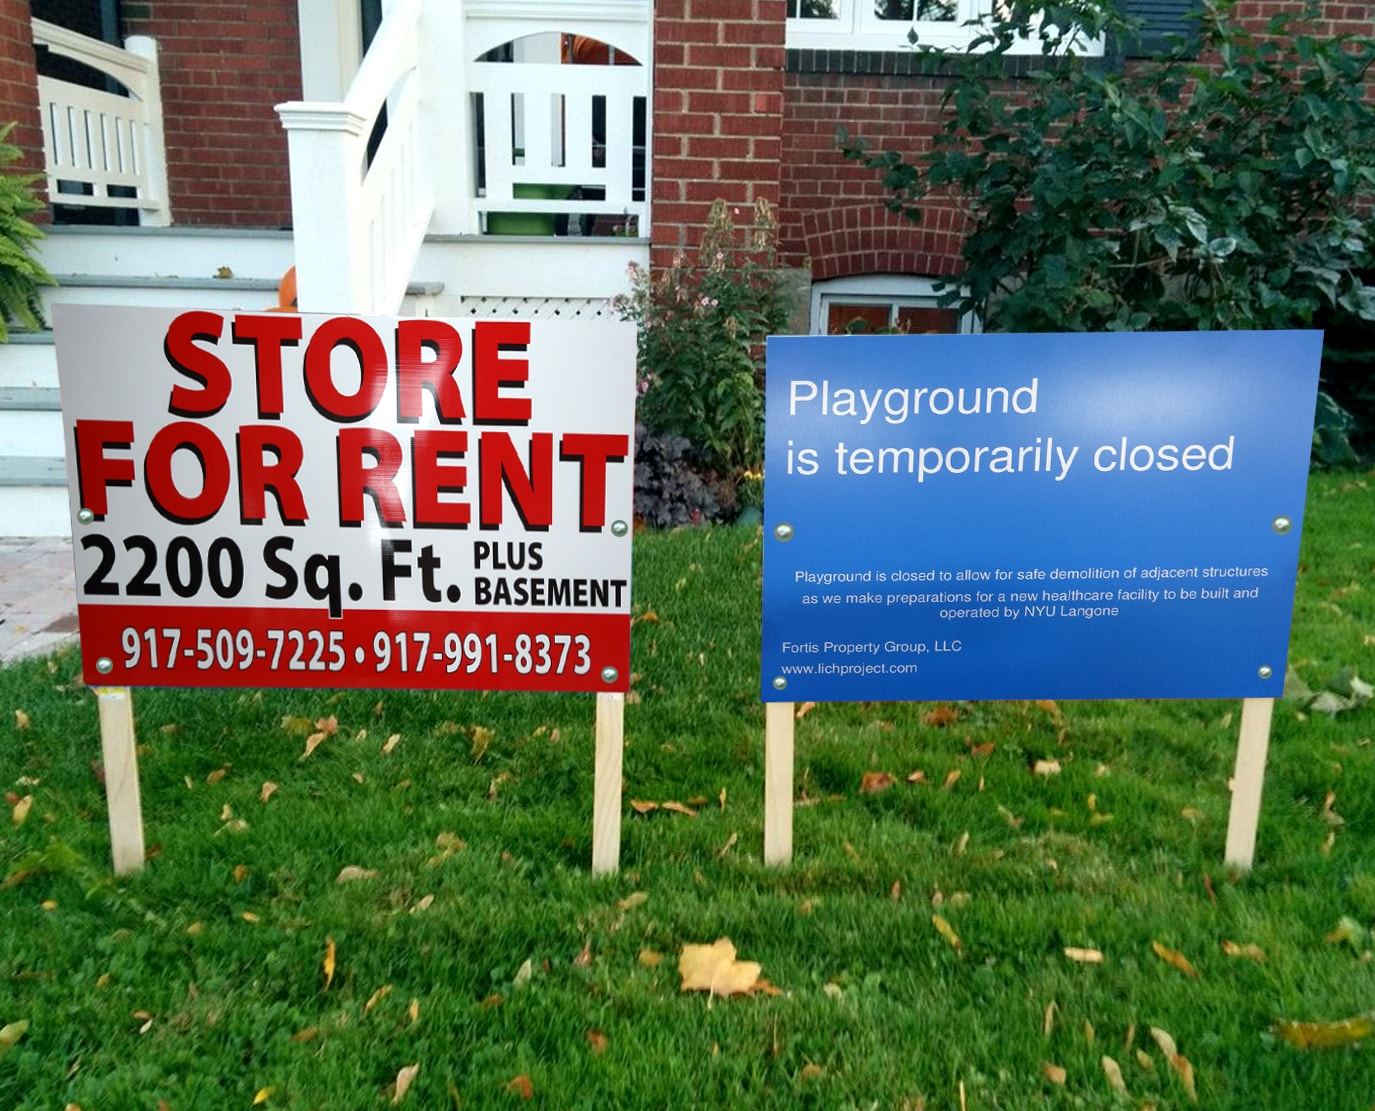 STORE
FOR RENT
2200 Sq. Ft. PLUS
BASEMENT
917-509-7225 • 917-991-8373
Playground
is temporarily closed
Playground is closed to allow for safe demolition of adjacent structures
as we make preparations for a new healthcare facility to be built and
operated by NYU Langone
Fortis Property Group, LLC
www.lichproject.com